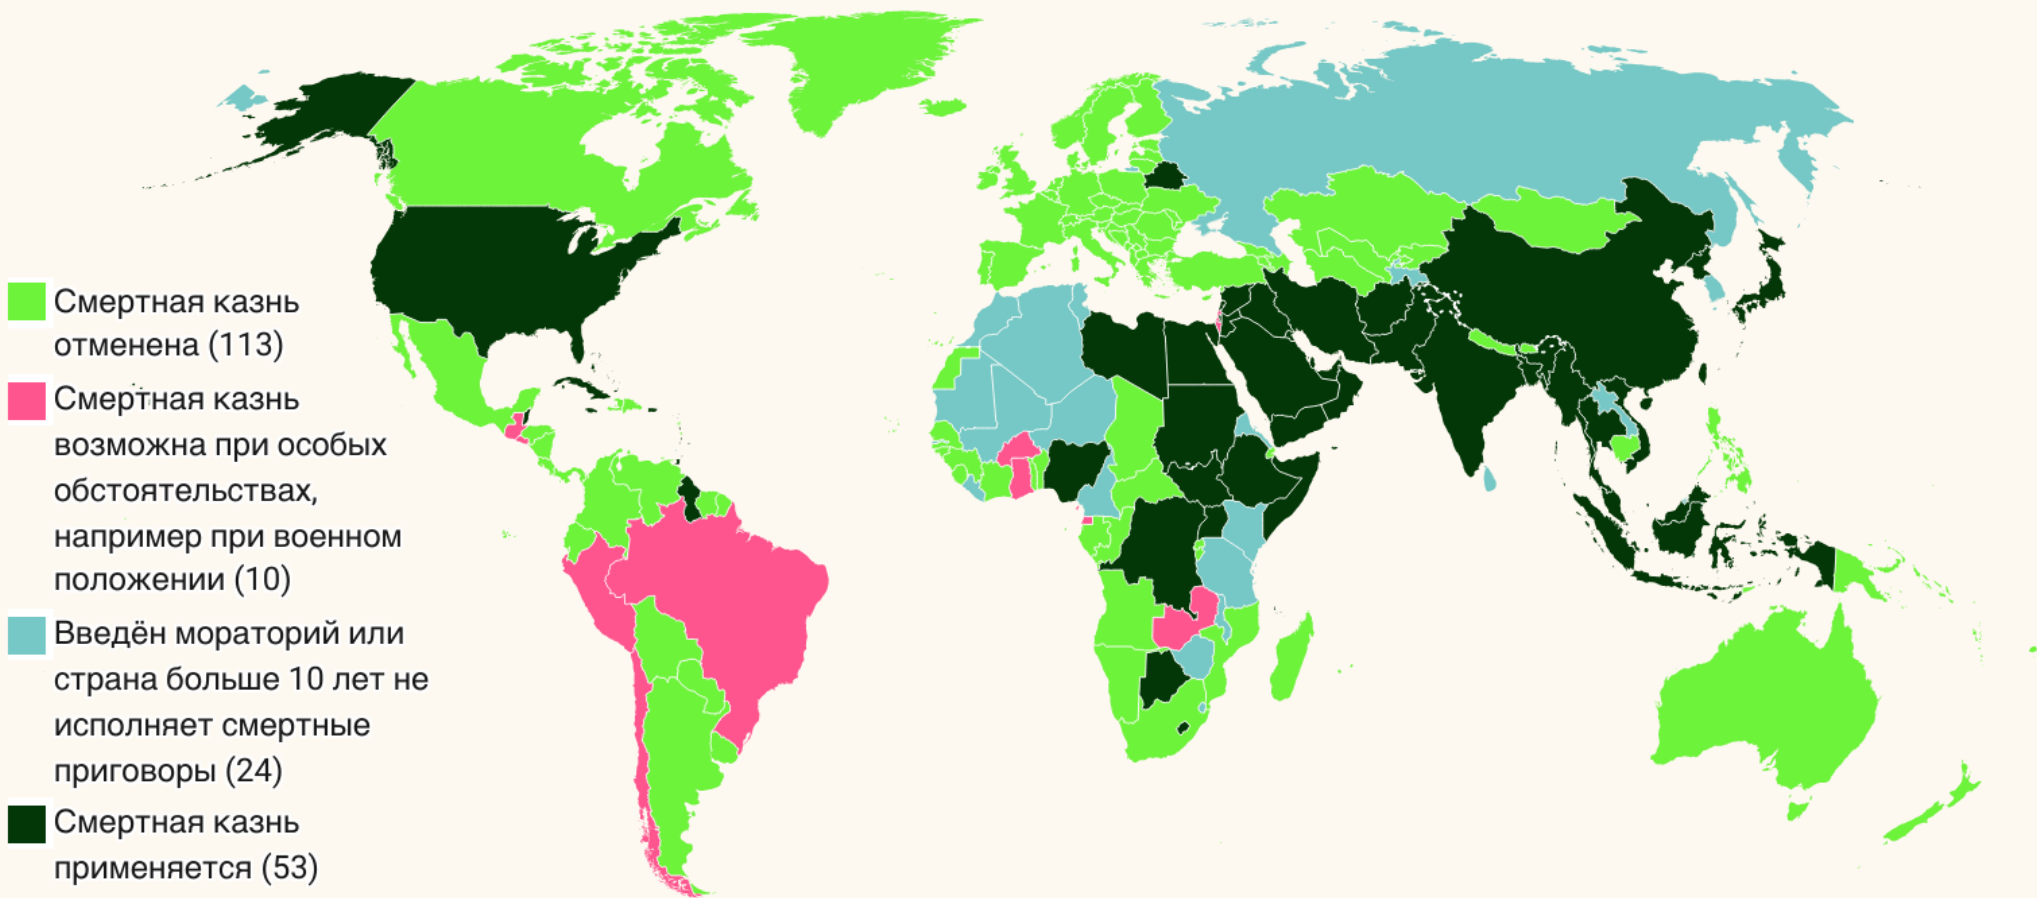 Смертная казнь
отменена (113)
Смертная казнь
возможна при особых
обстоятельствах,
например при военном
положении (10)
Введён мораторий или
страна больше 10 лет не
исполняет смертные
приговоры (24)
Смертная казнь
применяется (53)